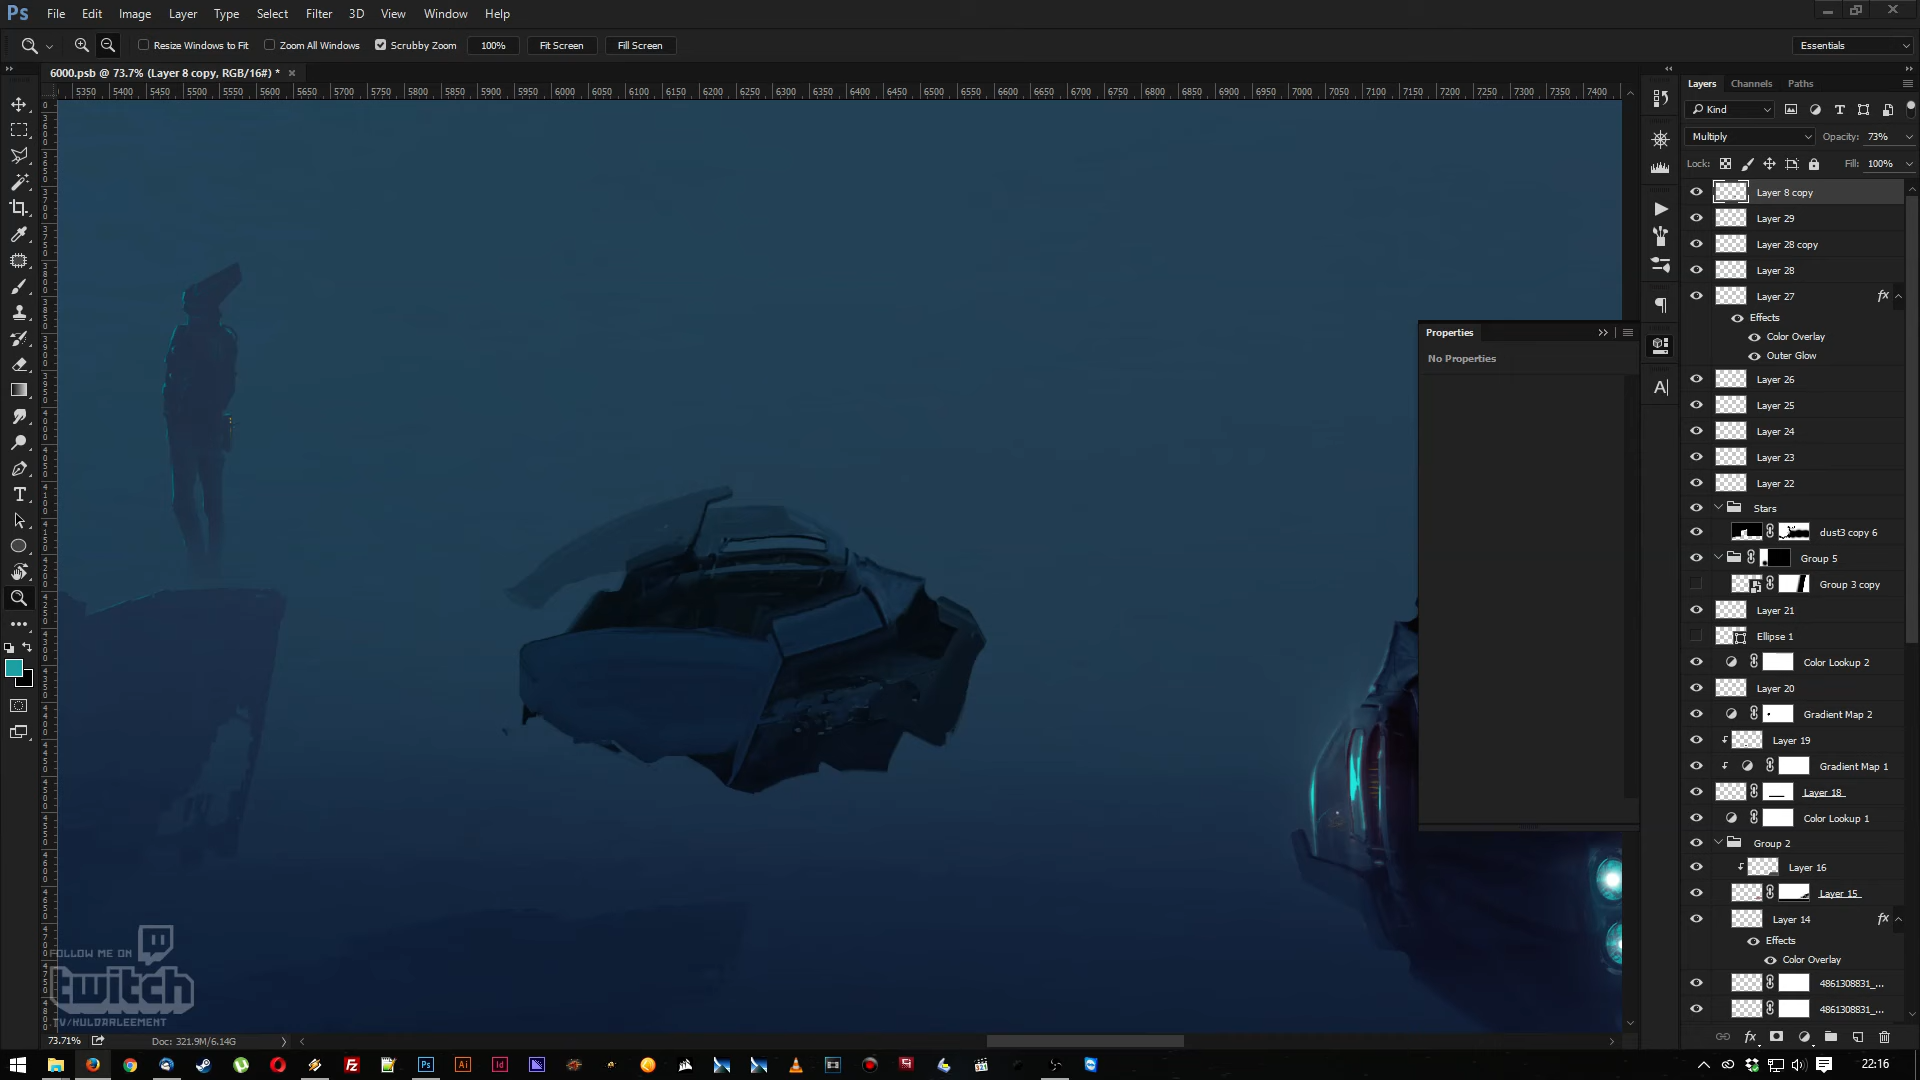 Ps File Edit Image Layer Type Select Filter 3D View Window Help
Resize Windows to Fit Zoom All Windows Scrubby Zoom 100% Fit Screen Fill Screen Essentials
6000.psb @ 73.7% (Layer 8 copy, RGB/16#) *
5350 5400 5450 5500 5550 5600 5650 5700 5750 5800 5850 5900 5950 6000 6050 6100 6150 6200 6250 6300 6350 6400 6450 6500 6550 6600 6650 6700 6750 6800 6850 6900 6950 7000 7050 7100 7150 7200 7250 7300 7350 7400
Layers Channels Paths
Kind
Multiply Opacity: 73%
Lock: Fill: 100%
Layer 8 copy
Layer 29
Layer 28 copy
Layer 28
Layer 27 fx
Effects
Color Overlay
Outer Glow
Layer 26
Layer 25
Layer 24
Layer 23
Layer 22
Stars
dust3 copy 6
Group 5
Group 3 copy
Layer 21
Ellipse 1
Color Lookup 2
Layer 20
Gradient Map 2
Layer 19
Gradient Map 1
Layer 18
Color Lookup 1
Group 2
Layer 16
Layer 15
Layer 14 fx
Effects
Color Overlay
4861308831_...
4861308831_...
Properties
No Properties
FOLLOW ME ON
twitch
TV/KULDARLEEMENT
73.71% Doc: 321.9M/6.14G
22:16